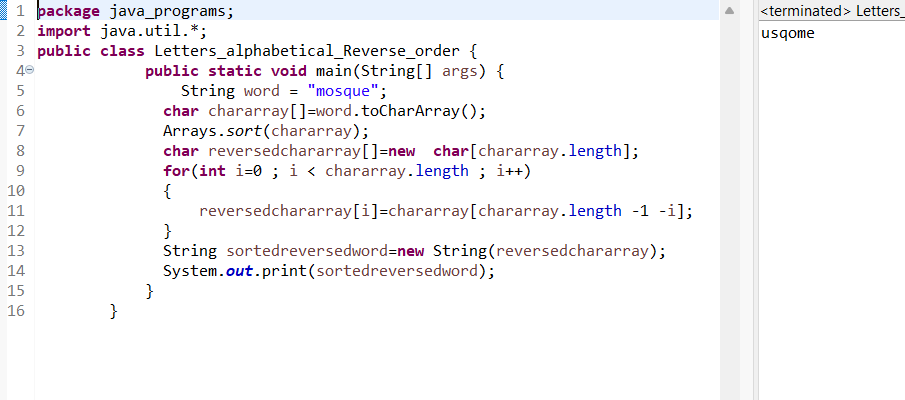 1 package java_programs;
2 import java.util.*;
3 public class Letters_alphabetical_Reverse_order {
4 public static void main(String[] args) {
5 String word = "mosque";
6 char chararray[]=word.toCharArray();
7 Arrays.sort(chararray);
8 char reversedchararray[]=new  char[chararray.length];
9 for(int i=0 ; i < chararray.length ; i++)
10 {
11 reversedchararray[i]=chararray[chararray.length -1 -i];
12 }
13 String sortedreversedword=new String(reversedchararray);
14 System.out.print(sortedreversedword);
15 }
16 }
<terminated> Letters_
usqome